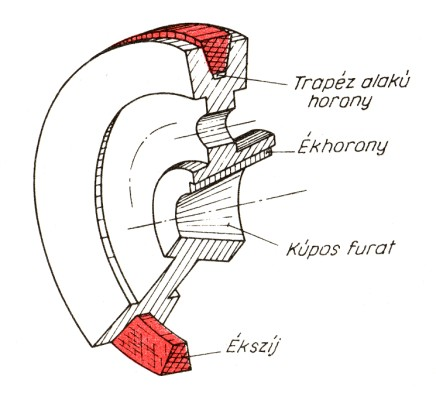 Trapéz alakú
horony
Ékhorony
Kúpos furat
Ékszíj